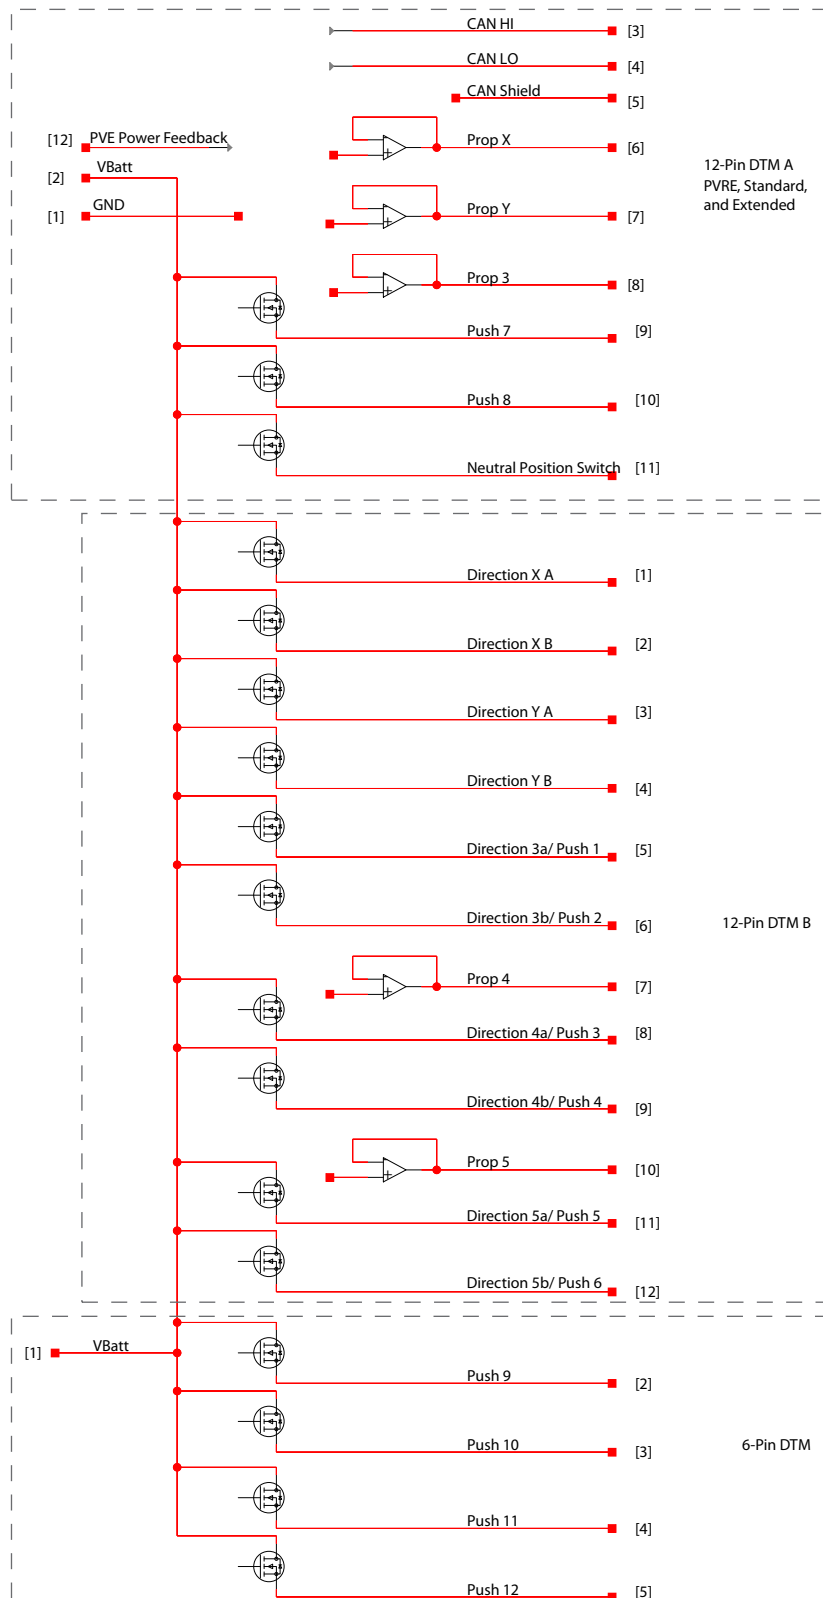 CAN HI [3]
CAN LO [4]
CAN Shield [5]
[12] PVE Power Feedback
Prop X [6]
12-Pin DTM A
PVRE, Standard,
and Extended
[2] VBatt
[1] GND
Prop Y [7]
Prop 3 [8]
Push 7 [9]
Push 8 [10]
Neutral Position Switch [11]
Direction X A [1]
Direction X B [2]
Direction Y A [3]
Direction Y B [4]
Direction 3a/ Push 1 [5]
Direction 3b/ Push 2 [6]
12-Pin DTM B
Prop 4 [7]
Direction 4a/ Push 3 [8]
Direction 4b/ Push 4 [9]
Prop 5 [10]
Direction 5a/ Push 5 [11]
Direction 5b/ Push 6 [12]
[1] VBatt
Push 9 [2]
Push 10 [3]
6-Pin DTM
Push 11 [4]
Push 12 [5]